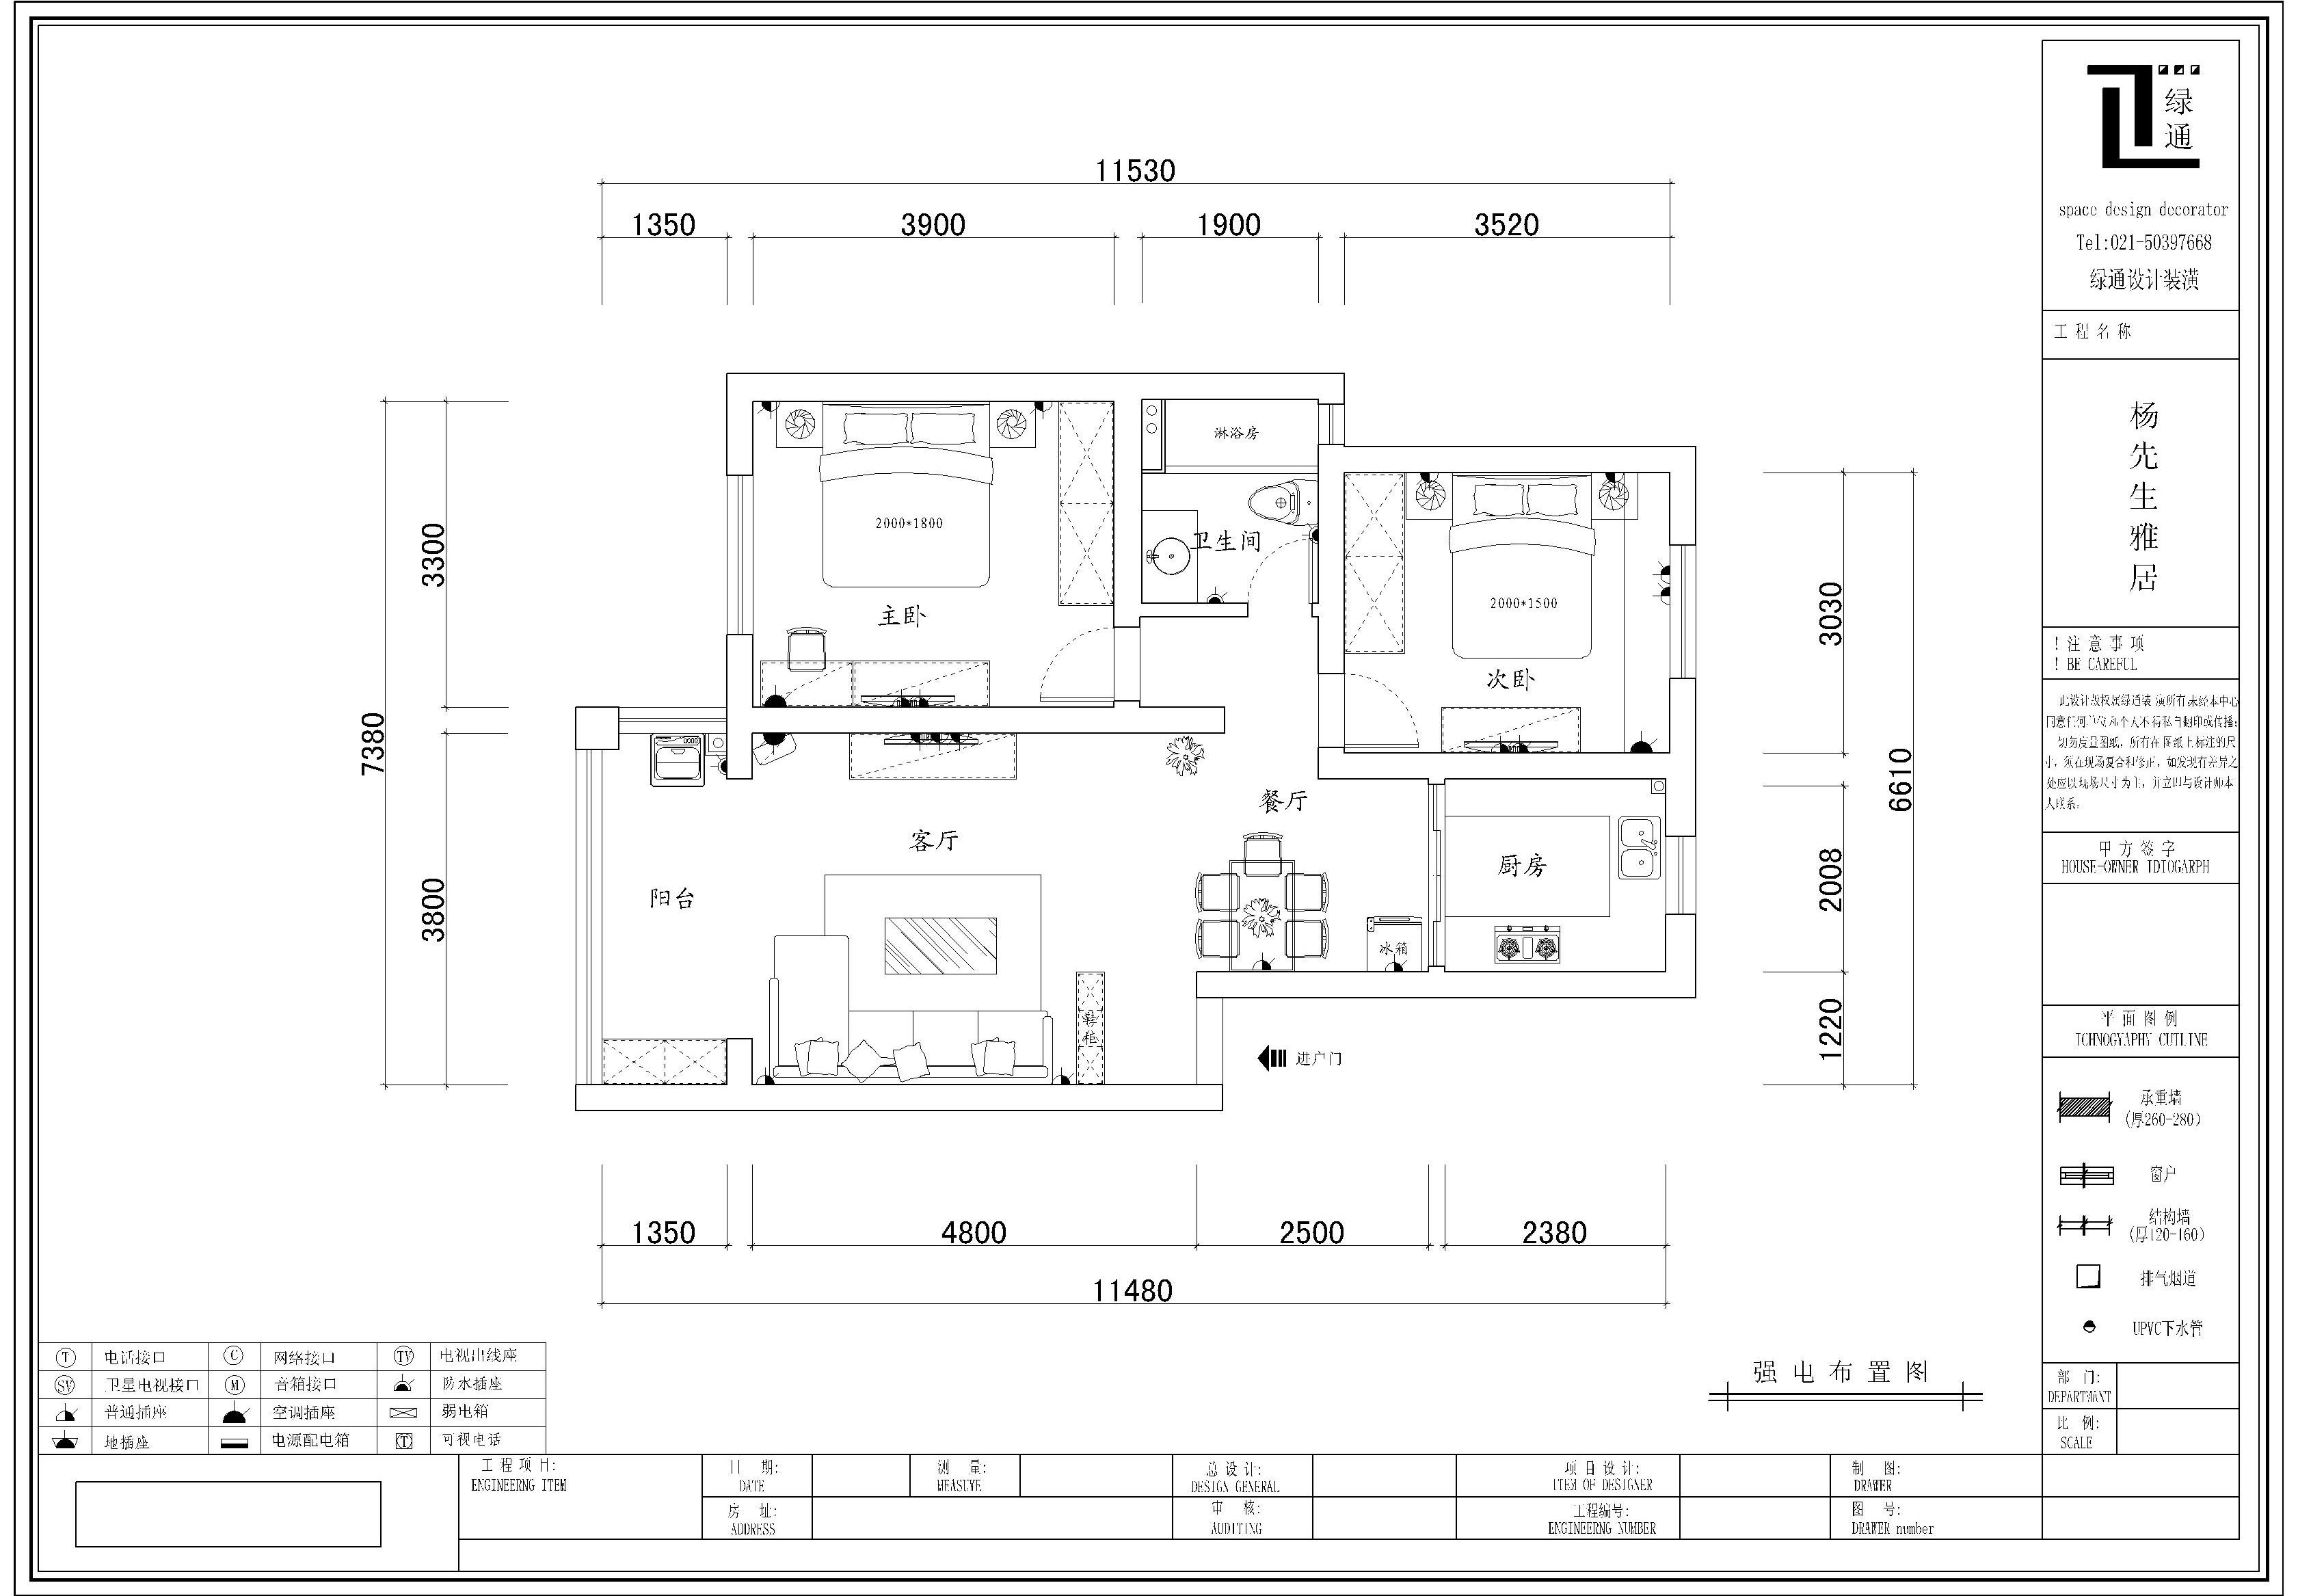 绿
通
space design decorator
Tel:021-50397668
绿通设计装潢
工程名称
杨先生雅居
! 注意事项
! BE CAREFUL
此设计版权属绿通装潢所有未经本中心
同意任何单位和个人不得私自翻印或传播;
切勿度量图纸，所有在图纸上标注的尺
寸，须在现场复合和修正，如发现有差异之
处应以现场尺寸为主，并立即与设计师本
人联系。
甲方签字
HOUSE-OWNER IDIOGARPH
平面图例
ICHNOGYAPHY CUTLINE
承重墙
(厚260-280)
窗户
结构墙
(厚120-160)
排气烟道
UPVC下水管
部 门:
DEPARTMANT
比 例:
SCALE
11530
1350
3900
1900
3520
7380
3300
3800
3030
6610
2008
1220
淋浴房
2000*1800
卫生间
主卧
2000*1500
次卧
餐厅
客厅
厨房
阳台
冰箱
鞋柜
进户门
1350
4800
2500
2380
11480
强电布置图
T 电话接口 C 网络接口 TV 电视出线座
SV 卫星电视接口 M 音箱接口 防水插座
普通插座 空调插座 弱电箱
地插座 电源配电箱 T 可视电话
工程项目:
ENGINEERNG ITEM
日 期:
DATE
测 量:
MEASUVE
总设计:
DESIGN GENERAL
项目设计:
ITEM OF DESIGNER
制 图:
DRAWER
房 址:
ADDRESS
审 核:
AUDITING
工程编号:
ENGINEERNG NUMBER
图 号:
DRAWER number